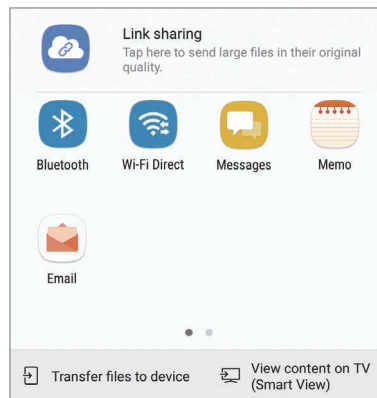 Link sharing
Tap here to send large files in their original
quality.
Bluetooth
Wi-Fi Direct
Messages
Memo
Email
Transfer files to device
View content on TV
(Smart View)